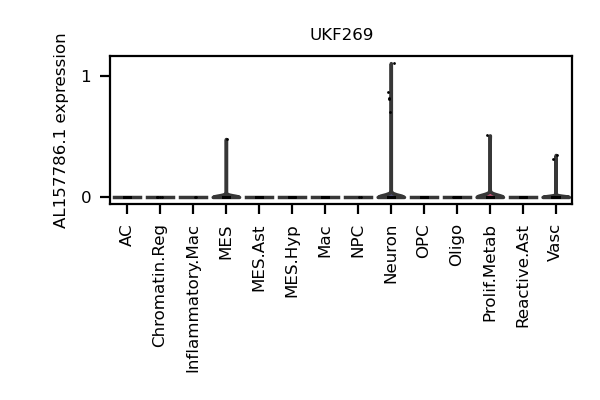 UKF269
AL157786.1 expression
1
0
AC
Chromatin.Reg
Inflammatory.Mac
MES
MES.Ast
MES.Hyp
Mac
NPC
Neuron
OPC
Oligo
Prolif.Metab
Reactive.Ast
Vasc